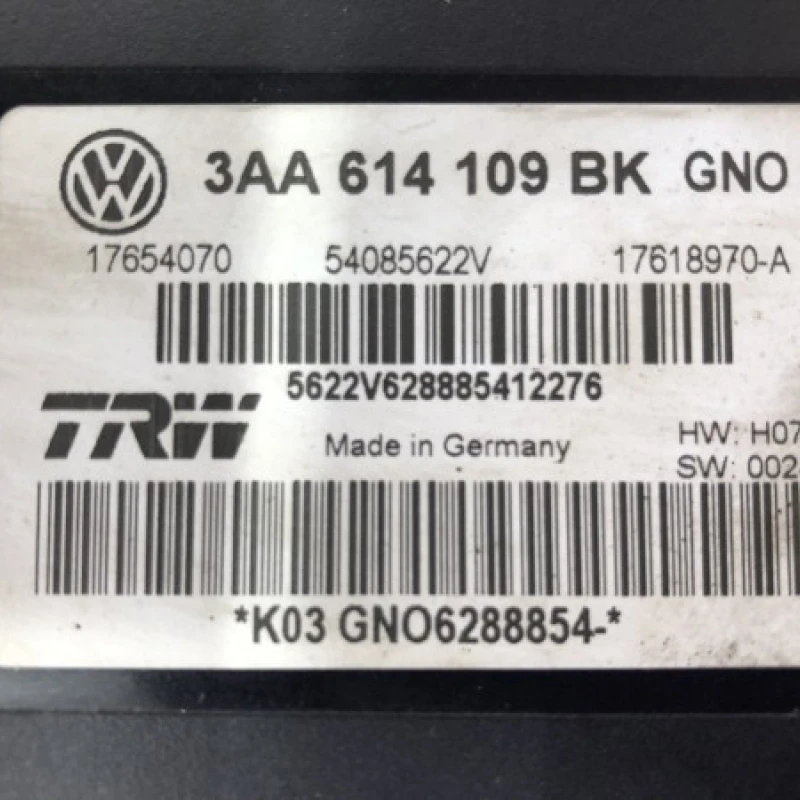 3AA 614 109 BK GNO
17654070 54085622V 17618970-A
5622V628885412276
TRW Made in Germany HW: H07
SW: 002
*K03 GNO6288854-*